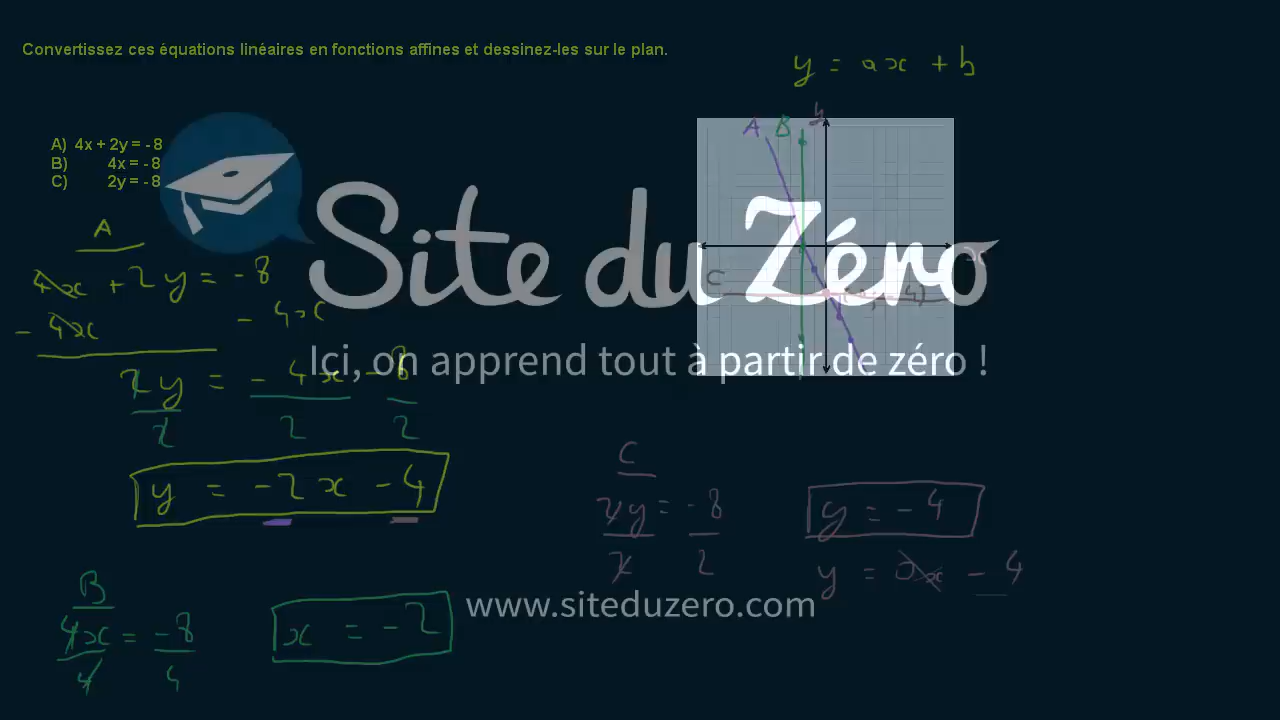 Convertissez ces équations linéaires en fonctions affines et dessinez-les sur le plan.
y = ax + b
A) 4x + 2y = - 8
B) 4x = - 8
C) 2y = - 8
A
4x + 2y = - 8
- 4x - 4x
2y = - 4x - 8
2 2 2
y = - 2x - 4
A B y
x
C
Site du Zéro
Ici, on apprend tout à partir de zéro !
www.siteduzero.com
C
2y = - 8
2 2
y = - 4
y = 0x - 4
B
4x = - 8
4 4
x = - 2